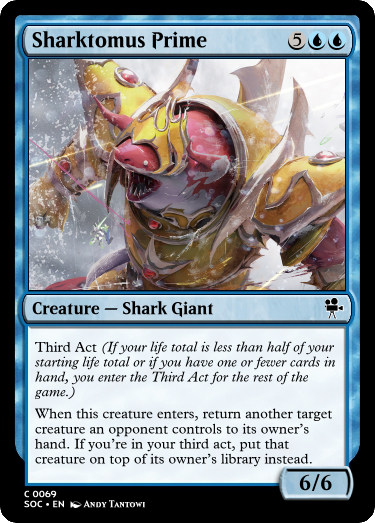 Sharktomus Prime 5
Creature — Shark Giant
Third Act (If your life total is less than half of your
starting life total or if you have one or fewer cards in
hand, you enter the Third Act for the rest of the
game.)
When this creature enters, return another target
creature an opponent controls to its owner's
hand. If you're in your third act, put that
creature on top of its owner's library instead.
6/6
C 0069
SOC • EN Andy Tantowi